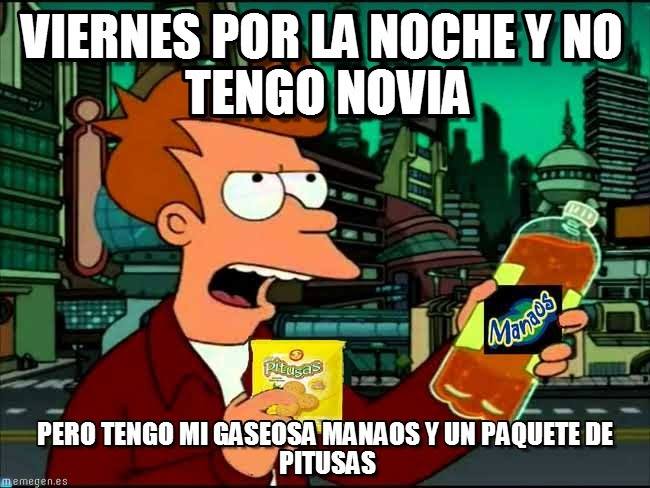 VIERNES POR LA NOCHE Y NO
TENGO NOVIA
Pitusas
Manaos
PERO TENGO MI GASEOSA MANAOS Y UN PAQUETE DE
PITUSAS
memegen.es